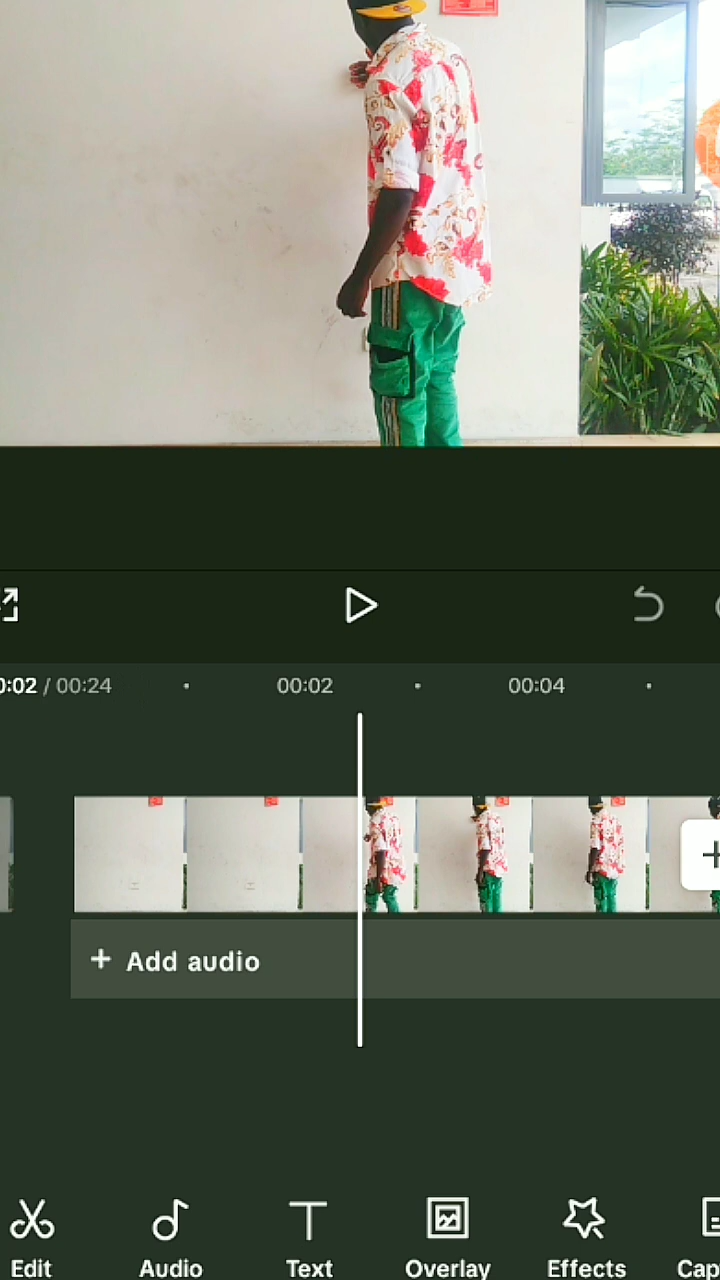 0:02 / 00:24
00:02
00:04
+ Add audio
Edit
Audio
Text
Overlay
Effects
Cap